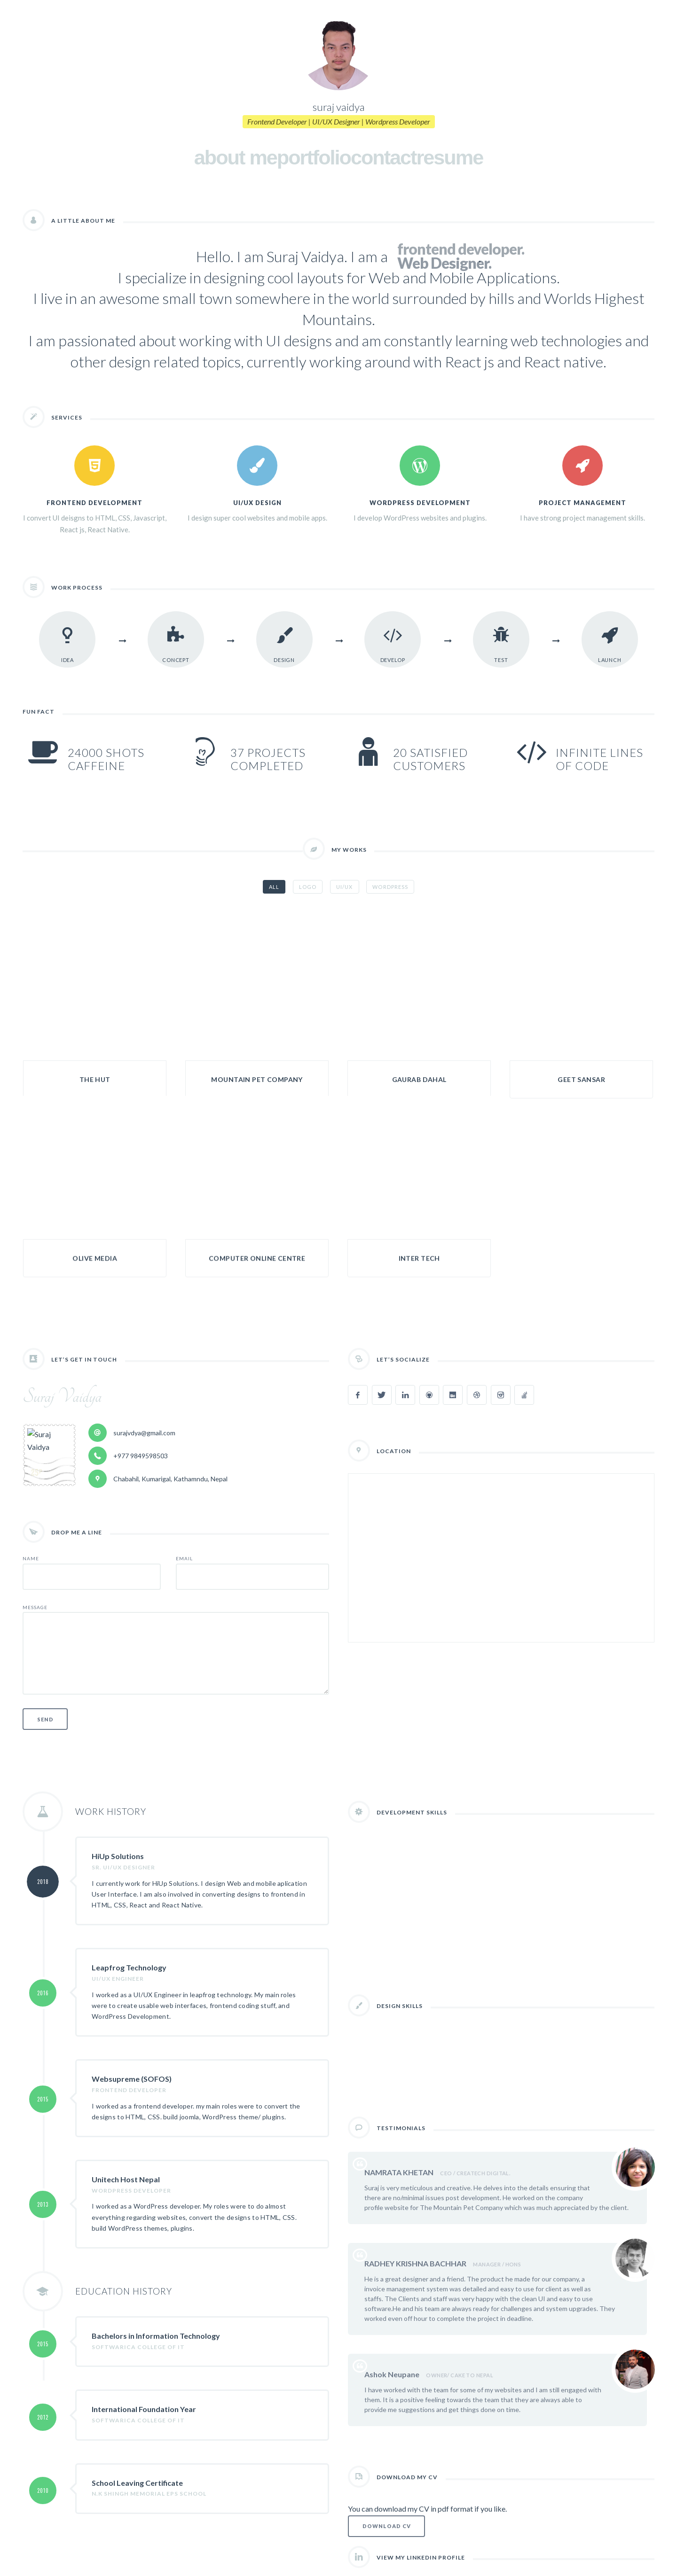 suraj vaidya
Frontend Developer | UI/UX Designer | Wordpress Developer
about meportfoliocontactresume
A LITTLE ABOUT ME
Hello. I am Suraj Vaidya. I am a frontend developer.
Web Designer.
I specialize in designing cool layouts for Web and Mobile Applications.
I live in an awesome small town somewhere in the world surrounded by hills and Worlds Highest
Mountains.
I am passionated about working with UI designs and am constantly learning web technologies and
other design related topics, currently working around with React js and React native.
SERVICES
FRONTEND DEVELOPMENT
I convert UI deisgns to HTML, CSS, Javascript,
React js, React Native.
UI/UX DESIGN
I design super cool websites and mobile apps.
WORDPRESS DEVELOPMENT
I develop WordPress websites and plugins.
PROJECT MANAGEMENT
I have strong project management skills.
WORK PROCESS
IDEA
CONCEPT
DESIGN
DEVELOP
TEST
LAUNCH
FUN FACT
24000 SHOTS
CAFFEINE
37 PROJECTS
COMPLETED
20 SATISFIED
CUSTOMERS
INFINITE LINES
OF CODE
MY WORKS
ALL
LOGO
UI/UX
WORDPRESS
THE HUT
MOUNTAIN PET COMPANY
GAURAB DAHAL
GEET SANSAR
OLIVE MEDIA
COMPUTER ONLINE CENTRE
INTER TECH
LET'S GET IN TOUCH
Suraj Vaidya
Suraj
Vaidya
surajvdya@gmail.com
+977 9849598503
Chabahil, Kumarigal, Kathamndu, Nepal
DROP ME A LINE
NAME
EMAIL
MESSAGE
SEND
LET'S SOCIALIZE
LOCATION
WORK HISTORY
2018
HiUp Solutions
SR. UI/UX DESIGNER
I currently work for HiUp Solutions. I design Web and mobile aplication
User Interface. I am also involved in converting designs to frontend in
HTML, CSS, React and React Native.
2016
Leapfrog Technology
UI/UX ENGINEER
I worked as a UI/UX Engineer in leapfrog technology. My main roles
were to create usable web interfaces, frontend coding stuff, and
WordPress Development.
2015
Websupreme (SOFOS)
FRONTEND DEVELOPER
I worked as a frontend developer. my main roles were to convert the
designs to HTML, CSS. build joomla, WordPress theme/ plugins.
2013
Unitech Host Nepal
WORDPRESS DEVELOPER
I worked as a WordPress developer. My roles were to do almost
everything regarding websites, convert the designs to HTML, CSS.
build WordPress themes, plugins.
EDUCATION HISTORY
2015
Bachelors in Information Technology
SOFTWARICA COLLEGE OF IT
2012
International Foundation Year
SOFTWARICA COLLEGE OF IT
2010
School Leaving Certificate
N.K SHINGH MEMORIAL EPS SCHOOL
DEVELOPMENT SKILLS
DESIGN SKILLS
TESTIMONIALS
NAMRATA KHETAN CEO / CREATECH DIGITAL.
Suraj is very meticulous and creative. He delves into the details ensuring that
there are no/minimal issues post development. He worked on the company
profile website for The Mountain Pet Company which was much appreciated by the client.
RADHEY KRISHNA BACHHAR MANAGER / HDNS
He is a great designer and a friend. The product he made for our company, a
invoice management system was detailed and easy to use for client as well as
staffs. The Clients and staff was very happy with the clean UI and easy to use
software.He and his team are always ready for challenges and system upgrades. They
worked even off hour to complete the project in deadline.
Ashok Neupane OWNER/ CAKE TO NEPAL
I have worked with the team for some of my websites and I am still engaged with
them. It is a positive feeling towards the team that they are always able to
provide me suggestions and get things done on time.
DOWNLOAD MY CV
You can download my CV in pdf format if you like.
DOWNLOAD CV
VIEW MY LINKEDIN PROFILE